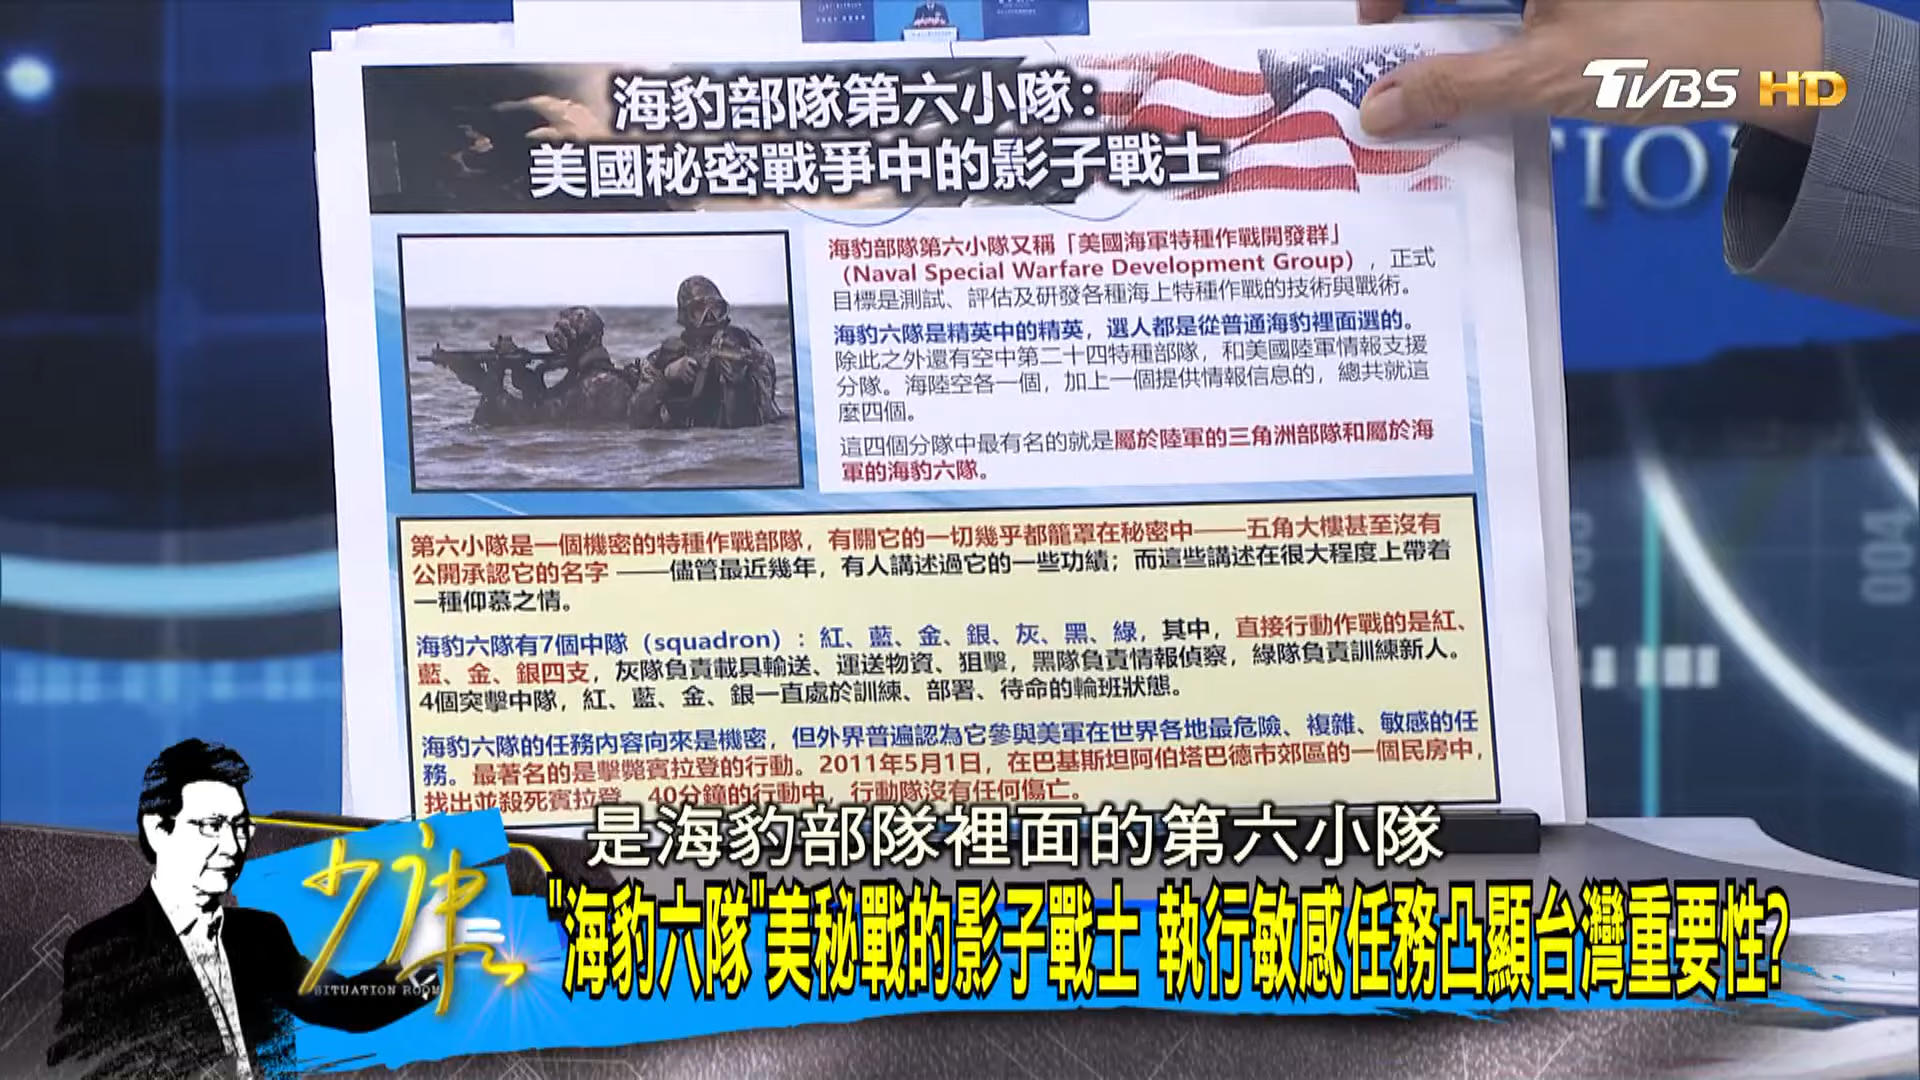 TVBS HD
海豹部隊第六小隊：
美國秘密戰爭中的影子戰士
海豹部隊第六小隊又稱「美國海軍特種作戰開發群」
（Naval Special Warfare Development Group），正式
目標是測試、評估及研發各種海上特種作戰的技術與戰術。
海豹六隊是精英中的精英，選人都是從普通海豹裡面選的。
除此之外還有空中第二十四特種部隊，和美國陸軍情報支援
分隊。海陸空各一個，加上一個提供情報信息的，總共就這
麼四個。
這四個分隊中最有名的就是屬於陸軍的三角洲部隊和屬於海
軍的海豹六隊。
第六小隊是一個機密的特種作戰部隊，有關它的一切幾乎都籠罩在秘密中——五角大樓甚至沒有
公開承認它的名字 ——儘管最近幾年，有人講述過它的一些功績；而這些講述在很大程度上帶着
一種仰慕之情。
海豹六隊有7個中隊（squadron）：紅、藍、金、銀、灰、黑、綠，其中，直接行動作戰的是紅、
藍、金、銀四支，灰隊負責載具輸送、運送物資、狙擊，黑隊負責情報偵察，綠隊負責訓練新人。
4個突擊中隊，紅、藍、金、銀一直處於訓練、部署、待命的輪班狀態。
海豹六隊的任務內容向來是機密，但外界普遍認為它參與美軍在世界各地最危險、複雜、敏感的任
務。最著名的是擊斃賓拉登的行動。2011年5月1日，在巴基斯坦阿伯塔巴德市郊區的一個民房中，
找出並殺死賓拉登，40分鐘的行動中，行動隊沒有任何傷亡。
TION
004
是海豹部隊裡面的第六小隊
少康
SITUATION ROOM
"海豹六隊"美秘戰的影子戰士 執行敏感任務凸顯台灣重要性?